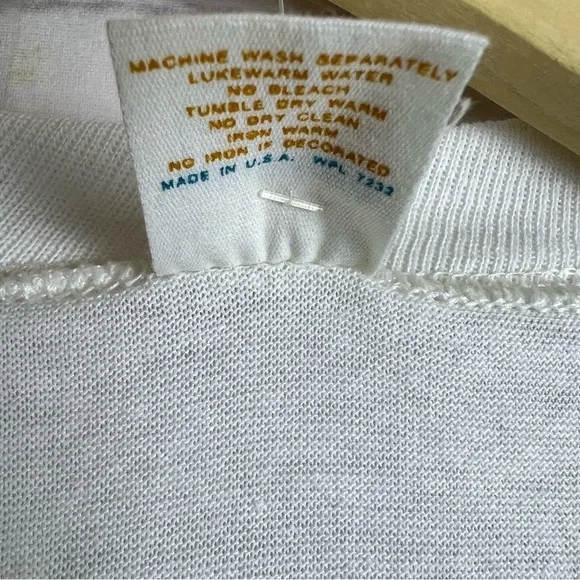 MACHINE WASH SEPARATELY
LUKEWARM WATER
NO BLEACH
TUMBLE DRY WARM
NO DRY CLEAN
IRON WARM
NO IRON IF DECORATED
MADE IN U.S.A. WPL 7232